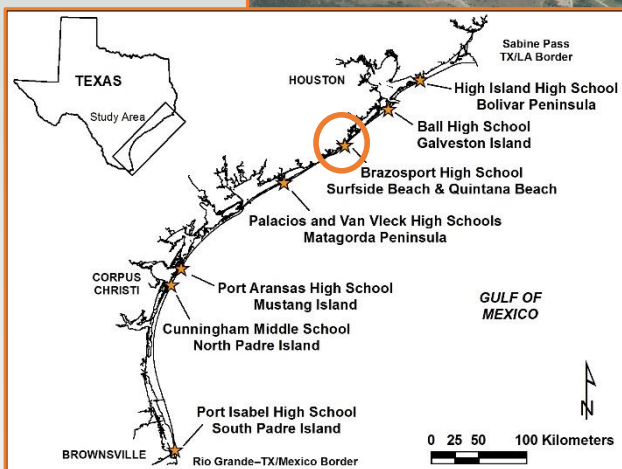 TEXAS
Study Area
Sabine Pass
TX/LA Border
HOUSTON
High Island High School
Bolivar Peninsula
Ball High School
Galveston Island
Brazosport High School
Surfside Beach & Quintana Beach
Palacios and Van Vleck High Schools
Matagorda Peninsula
CORPUS
CHRISTI
Port Aransas High School
Mustang Island
GULF OF
MEXICO
Cunningham Middle School
North Padre Island
Port Isabel High School
South Padre Island
N
BROWNSVILLE
Rio Grande–TX/Mexico Border
0 25 50 100 Kilometers